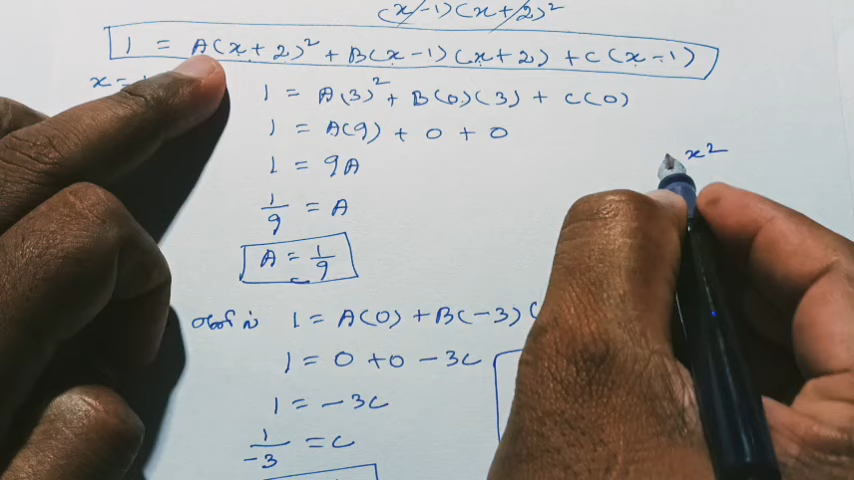 (x-1)(x+2)²
1 = A(x+2)² + B(x-1)(x+2) + C(x-1)
x =
1 = A(3)² + B(0)(3) + C(0)
1 = A(9) + 0 + 0
x²
1 = 9A
1/9 = A
A = 1/9
எனில் 1 = A(0) + B(-3)(
1 = 0 + 0 - 3C
1 = -3C
1/-3 = C